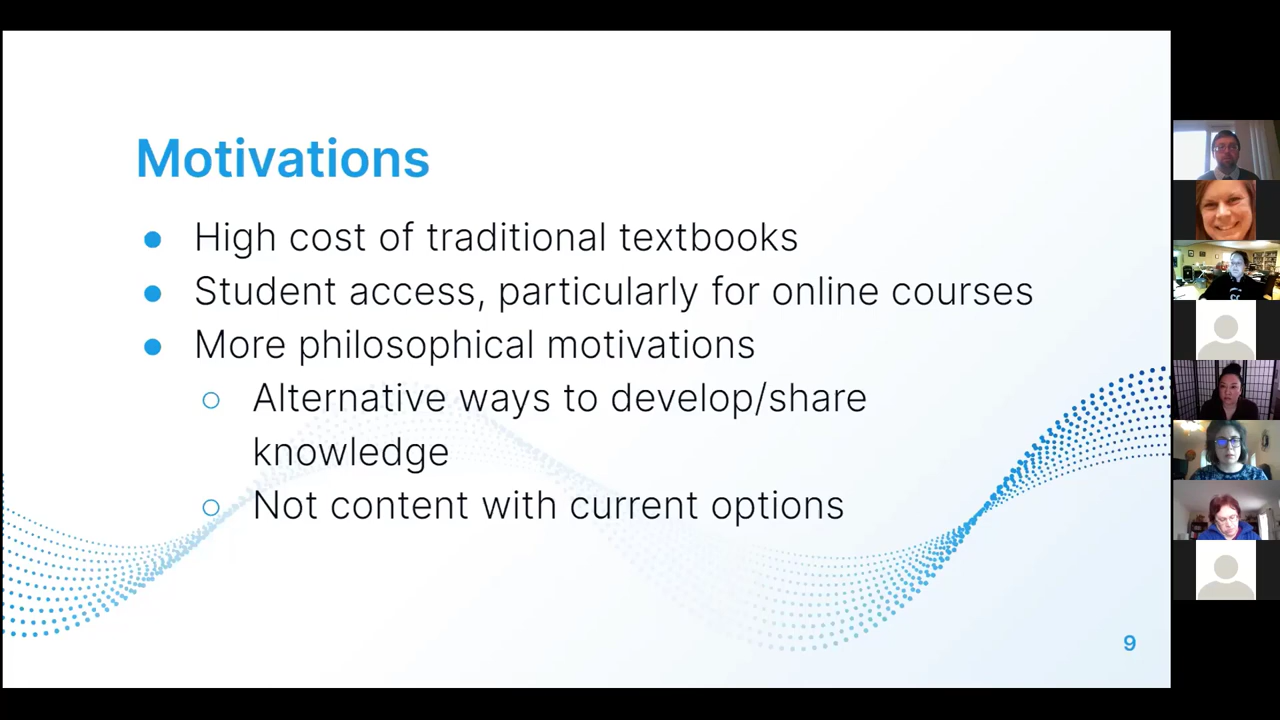 Motivations
● High cost of traditional textbooks
● Student access, particularly for online courses
● More philosophical motivations
○ Alternative ways to develop/share
knowledge
○ Not content with current options
9